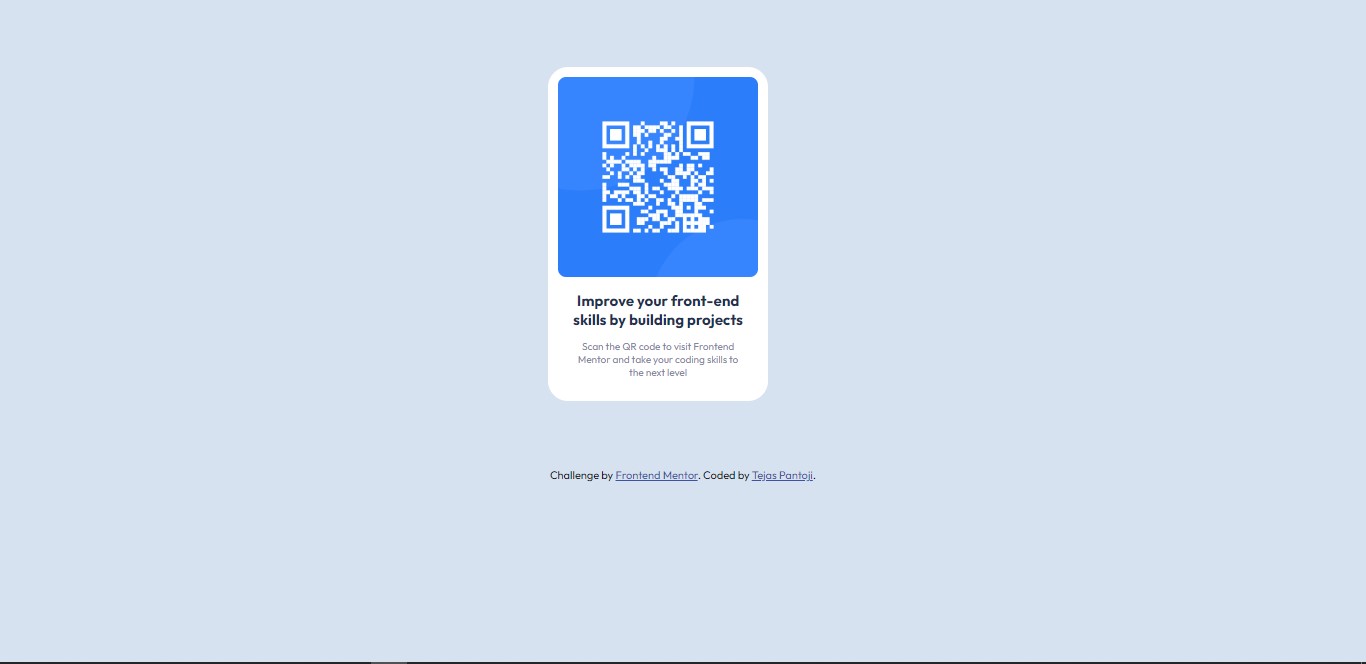 Improve your front-end
skills by building projects
Scan the QR code to visit Frontend
Mentor and take your coding skills to
the next level
Challenge by Frontend Mentor. Coded by Tejas Pantoji.